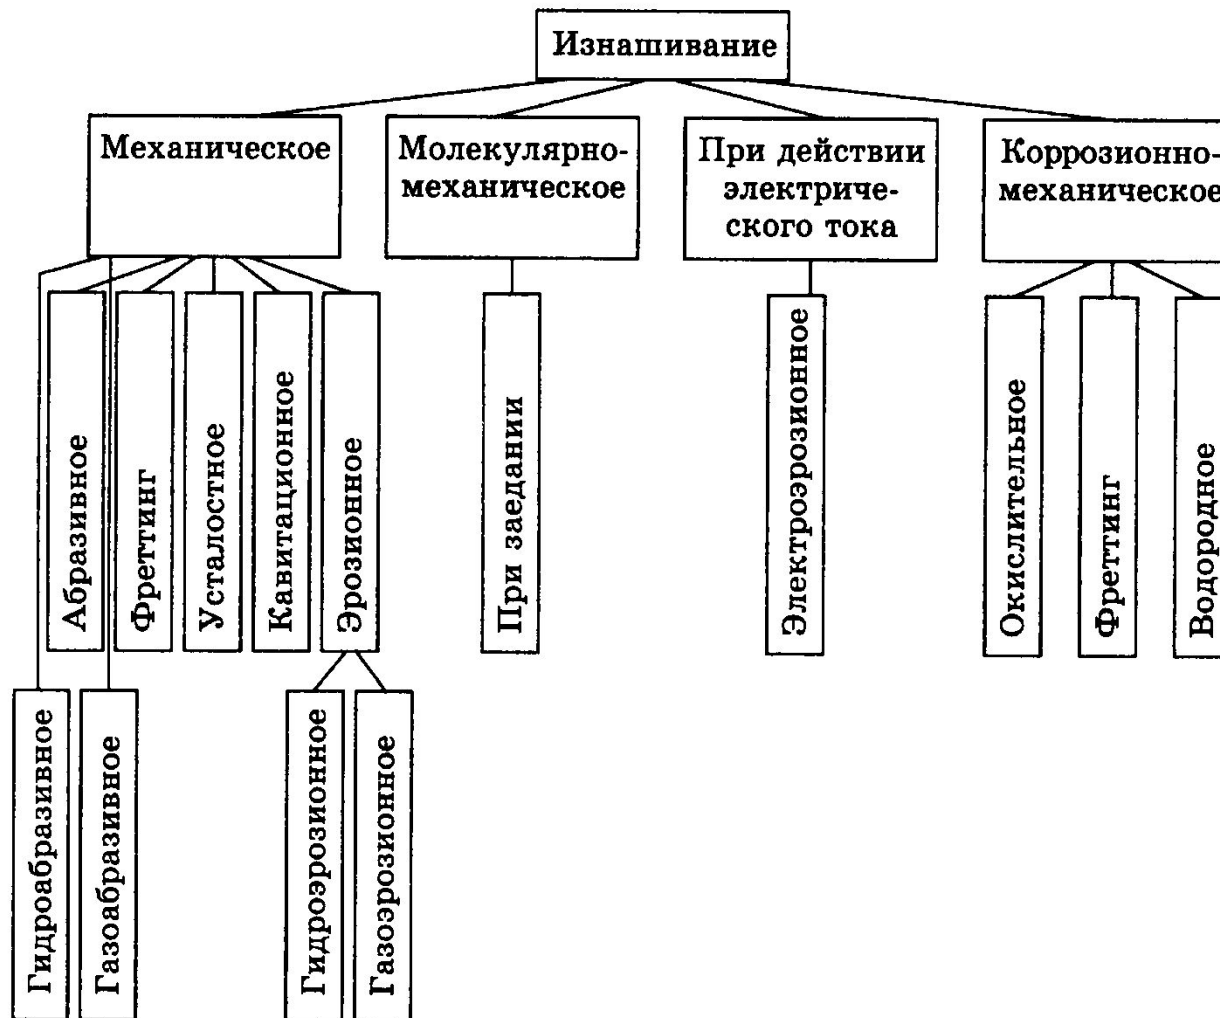 Изнашивание
Механическое
Молекулярно-
механическое
При действии
электриче-
ского тока
Коррозионно-
механическое
Абразивное
Фреттинг
Усталостное
Кавитационное
Эрозионное
При заедании
Электроэрозионное
Окислительное
Фреттинг
Водородное
Гидроабразивное
Газоабразивное
Гидроэрозионное
Газоэрозионное